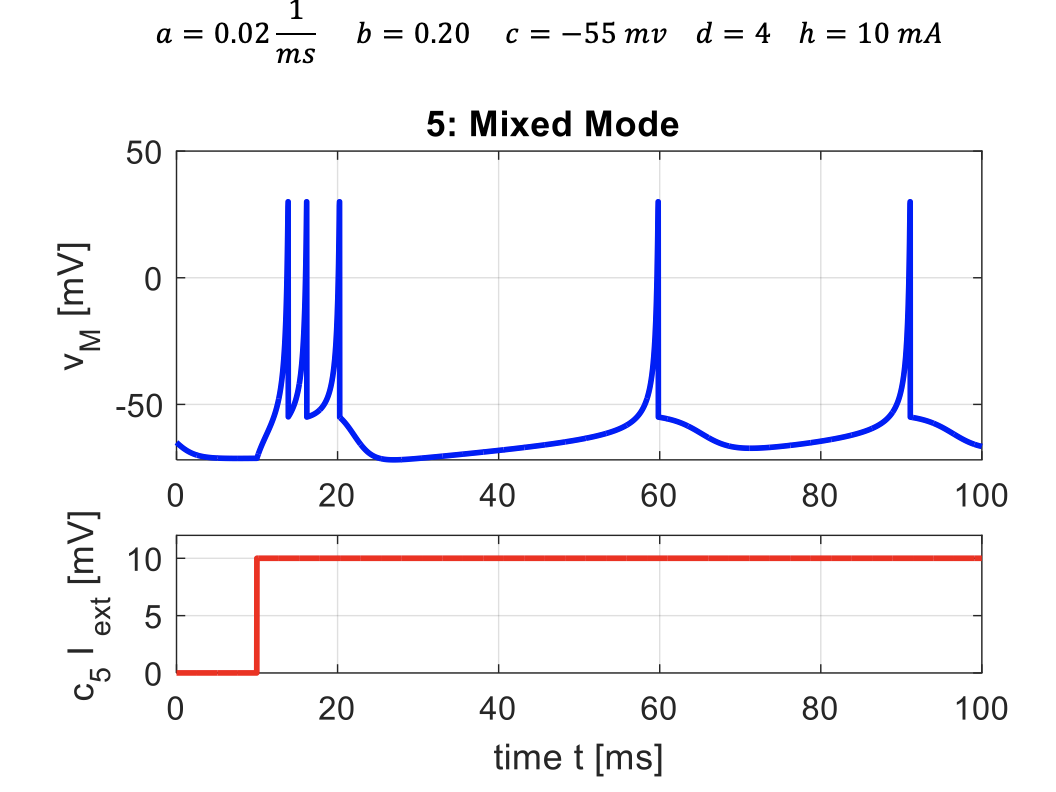 a = 0.02 1/ms b = 0.20 c = −55 mv d = 4 h = 10 mA
5: Mixed Mode
50
0
-50
v_M [mV]
0 20 40 60 80 100
10
5
0
c_5 I_ext [mV]
0 20 40 60 80 100
time t [ms]